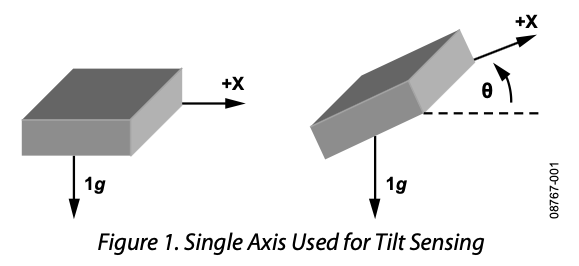 +X
1g
+X
θ
1g
08767-001
Figure 1. Single Axis Used for Tilt Sensing